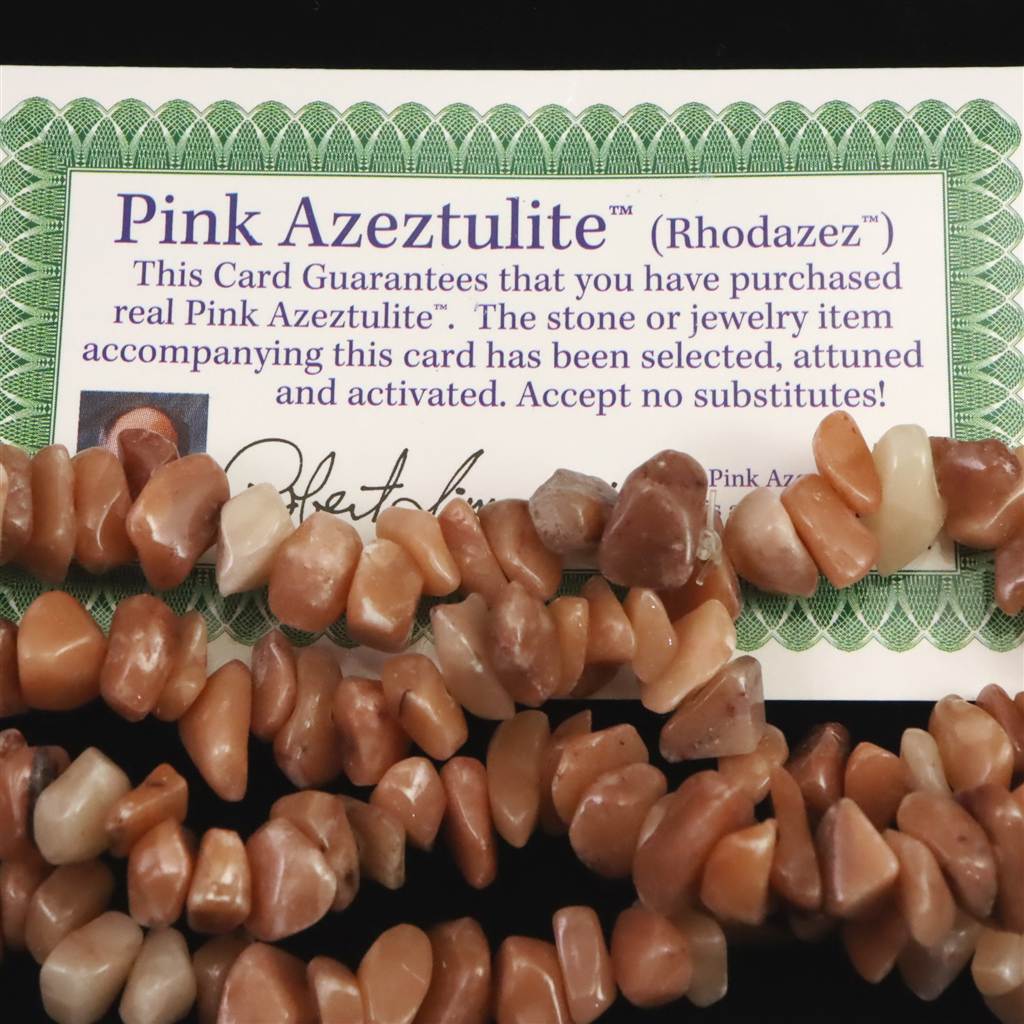 Pink Azeztulite™ (Rhodazez™)
This Card Guarantees that you have purchased
real Pink Azeztulite™. The stone or jewelry item
accompanying this card has been selected, attuned
and activated. Accept no substitutes!
Robert
Pink